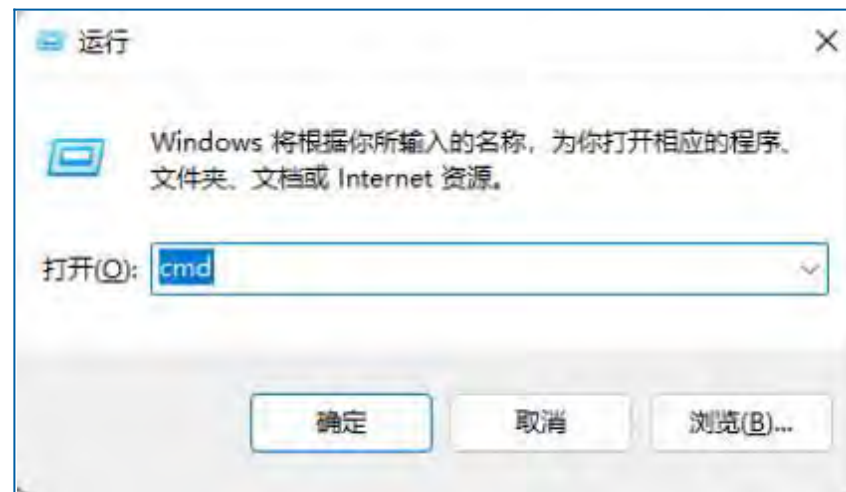 运行
Windows 将根据你所输入的名称，为你打开相应的程序、
文件夹、文档或 Internet 资源。
打开(O): cmd
确定 取消 浏览(B)...